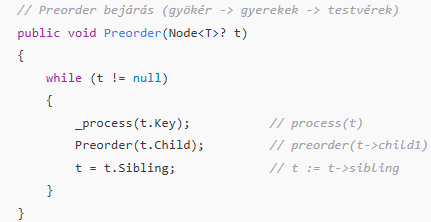 // Preorder bejárás (gyökér -> gyerekek -> testvérek)
public void Preorder(Node<T>? t)
{
    while (t != null)
    {
        _process(t.Key);           // process(t)
        Preorder(t.Child);         // preorder(t->child1)
        t = t.Sibling;             // t := t->sibling
    }
}